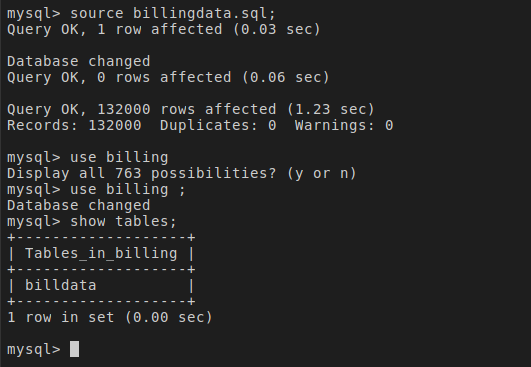 mysql> source billingdata.sql;
Query OK, 1 row affected (0.03 sec)
Database changed
Query OK, 0 rows affected (0.06 sec)
Query OK, 132000 rows affected (1.23 sec)
Records: 132000  Duplicates: 0  Warnings: 0
mysql> use billing
Display all 763 possibilities? (y or n)
mysql> use billing ;
Database changed
mysql> show tables;
+-------------------+
| Tables_in_billing |
+-------------------+
| billdata          |
+-------------------+
1 row in set (0.00 sec)
mysql>